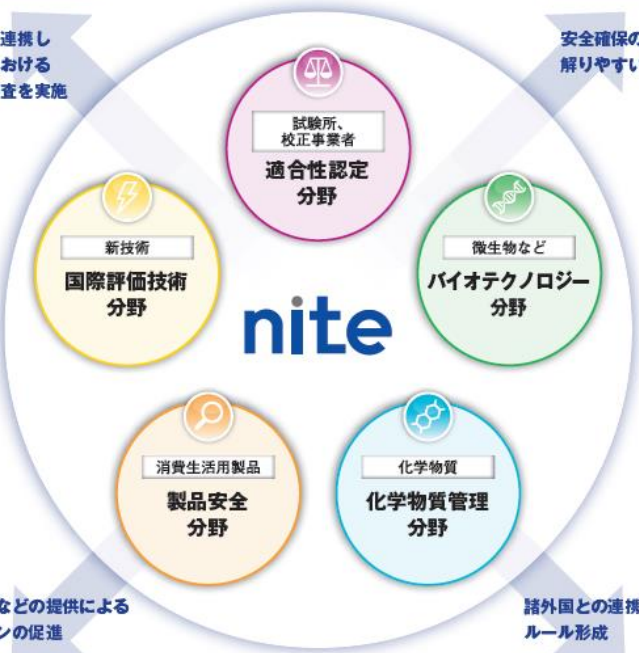 連携し
おける
査を実施
安全確保の
解りやすい
試験所、
校正事業者
適合性認定
分野
新技術
国際評価技術
分野
微生物など
バイオテクノロジー
分野
nite
消費生活用製品
製品安全
分野
化学物質
化学物質管理
分野
などの提供による
ンの促進
諸外国との連携
ルール形成